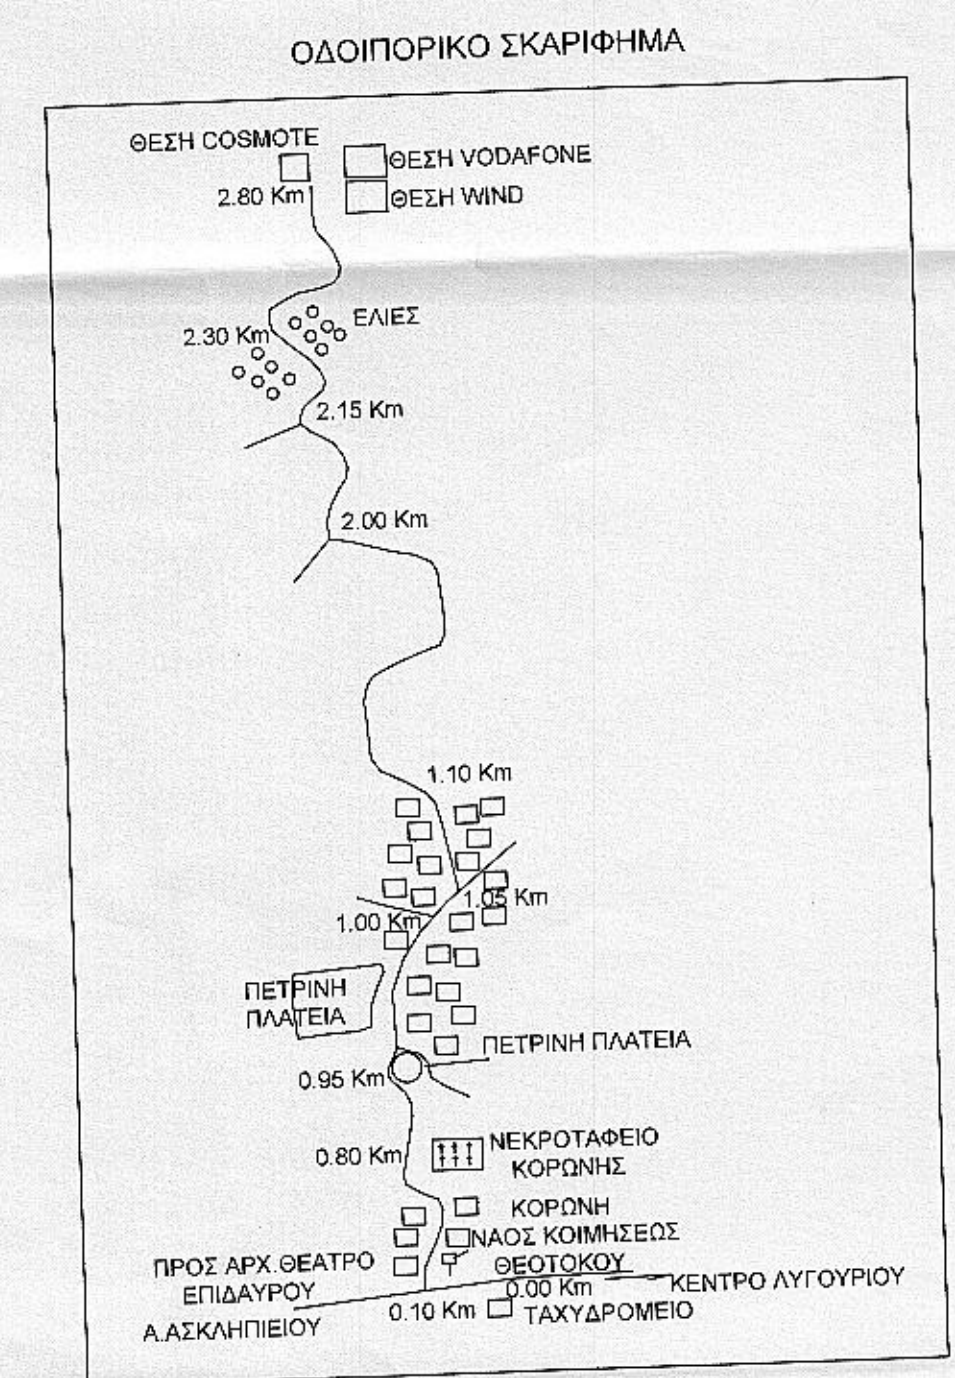 ΟΔΟΙΠΟΡΙΚΟ ΣΚΑΡΙΦΗΜΑ
ΘΕΣΗ COSMOTE
ΘΕΣΗ VODAFONE
2.80 Km
ΘΕΣΗ WIND
ΕΛΙΕΣ
2.30 Km
2.15 Km
2.00 Km
1.10 Km
1.05 Km
1.00 Km
ΠΕΤΡΙΝΗ
ΠΛΑΤΕΙΑ
ΠΕΤΡΙΝΗ ΠΛΑΤΕΙΑ
0.95 Km
0.80 Km
ΝΕΚΡΟΤΑΦΕΙΟ
ΚΟΡΩΝΗΣ
ΚΟΡΩΝΗ
ΝΑΟΣ ΚΟΙΜΗΣΕΩΣ
ΘΕΟΤΟΚΟΥ
ΠΡΟΣ ΑΡΧ.ΘΕΑΤΡΟ
ΕΠΙΔΑΥΡΟΥ
0.00 Km
ΚΕΝΤΡΟ ΛΥΓΟΥΡΙΟΥ
0.10 Km
ΤΑΧΥΔΡΟΜΕΙΟ
Α.ΑΣΚΛΗΠΙΕΙΟΥ